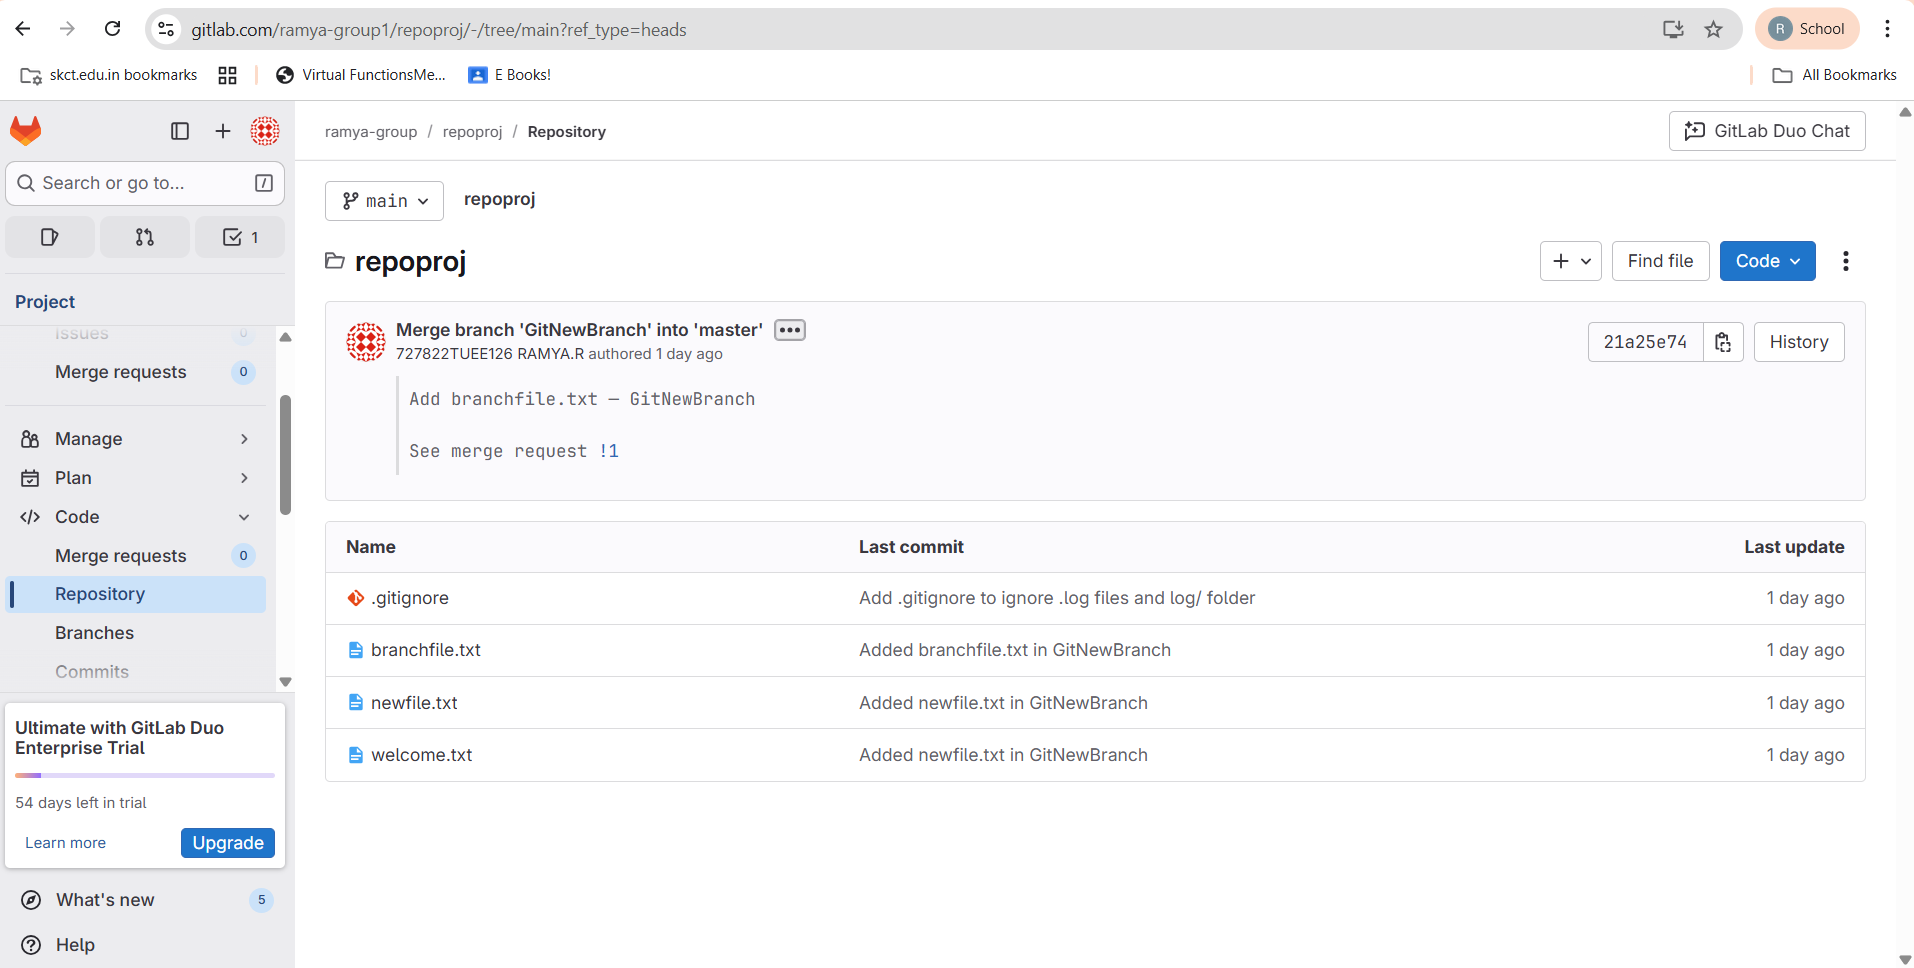 gitlab.com/ramya-group1/repoproj/-/tree/main?ref_type=heads
R School
skct.edu.in bookmarks
Virtual FunctionsMe...
E Books!
All Bookmarks
ramya-group / repoproj / Repository
GitLab Duo Chat
Search or go to...
/
1
Project
Issues 0
Merge requests 0
Manage
Plan
Code
Merge requests 0
Repository
Branches
Commits
Ultimate with GitLab Duo
Enterprise Trial
54 days left in trial
Learn more
Upgrade
What's new 5
Help
main
repoproj
repoproj
Find file
Code
Merge branch 'GitNewBranch' into 'master'
727822TUEE126 RAMYA.R authored 1 day ago
21a25e74
History
Add branchfile.txt — GitNewBranch
See merge request !1
Name Last commit Last update
.gitignore Add .gitignore to ignore .log files and log/ folder 1 day ago
branchfile.txt Added branchfile.txt in GitNewBranch 1 day ago
newfile.txt Added newfile.txt in GitNewBranch 1 day ago
welcome.txt Added newfile.txt in GitNewBranch 1 day ago